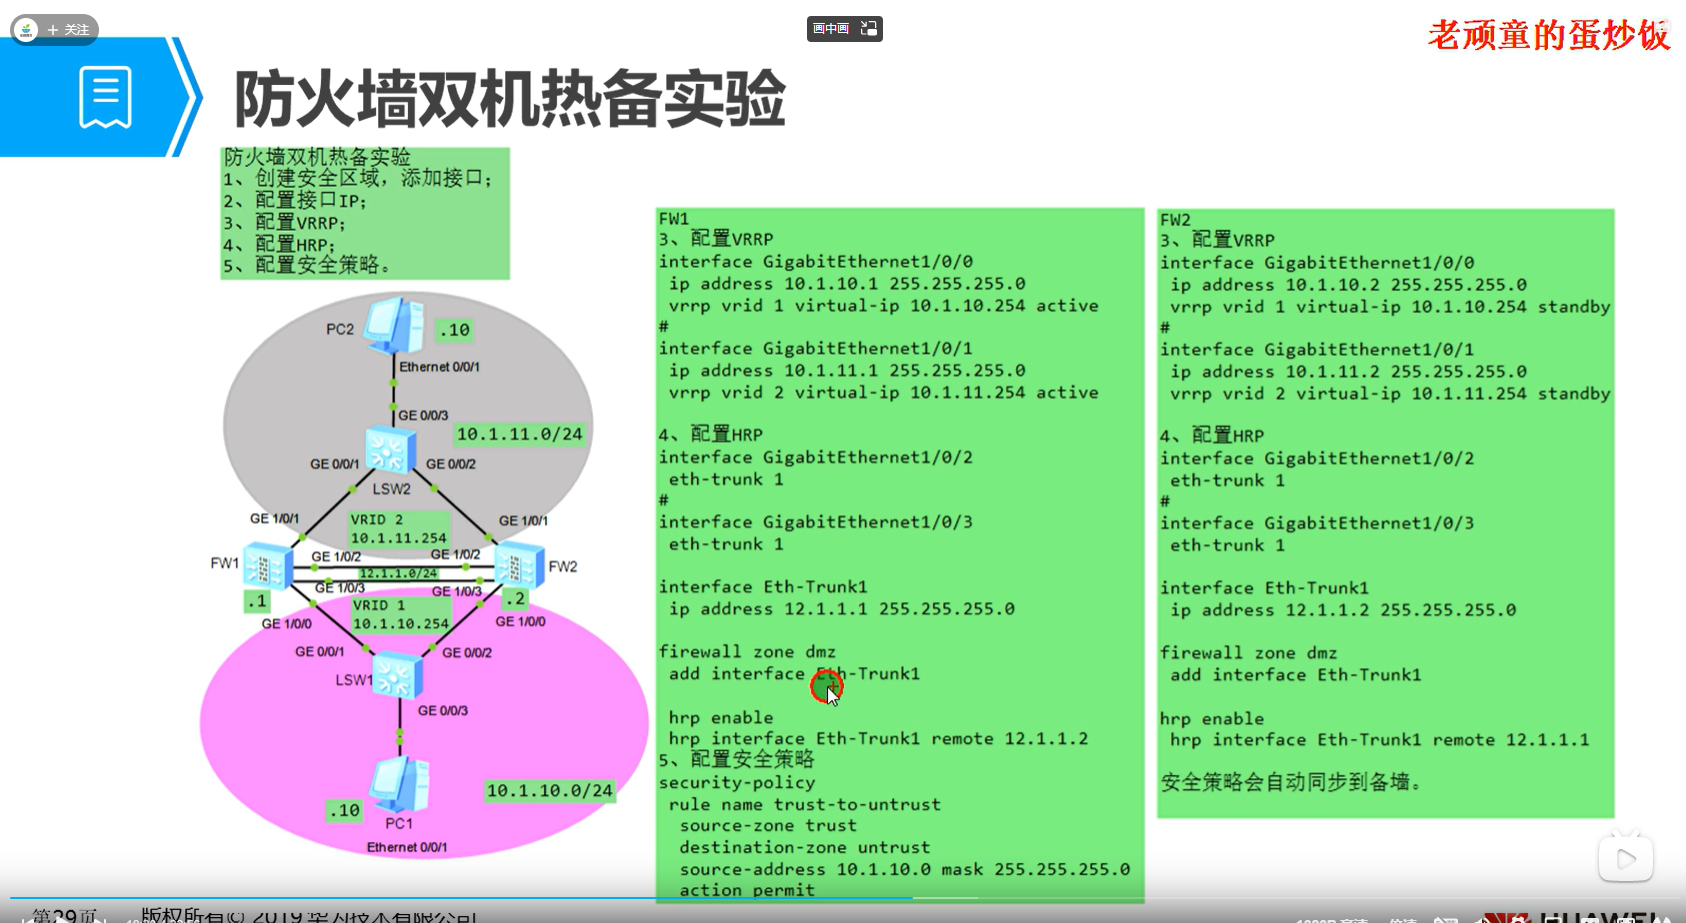 关注
画中画
老顽童的蛋炒饭
防火墙双机热备实验
防火墙双机热备实验
1、创建安全区域，添加接口；
2、配置接口IP；
3、配置VRRP；
4、配置HRP；
5、配置安全策略。
PC2
.10
Ethernet 0/0/1
GE 0/0/3
10.1.11.0/24
GE 0/0/1
GE 0/0/2
LSW2
GE 1/0/1
VRID 2
10.1.11.254
GE 1/0/1
FW1
GE 1/0/2
GE 1/0/2
FW2
12.1.1.0/24
GE 1/0/3
GE 1/0/3
.1
.2
VRID 1
10.1.10.254
GE 1/0/0
GE 1/0/0
GE 0/0/1
GE 0/0/2
LSW1
GE 0/0/3
10.1.10.0/24
.10
PC1
Ethernet 0/0/1
FW1
3、配置VRRP
interface GigabitEthernet1/0/0
ip address 10.1.10.1 255.255.255.0
vrrp vrid 1 virtual-ip 10.1.10.254 active
#
interface GigabitEthernet1/0/1
ip address 10.1.11.1 255.255.255.0
vrrp vrid 2 virtual-ip 10.1.11.254 active
4、配置HRP
interface GigabitEthernet1/0/2
eth-trunk 1
#
interface GigabitEthernet1/0/3
eth-trunk 1
interface Eth-Trunk1
ip address 12.1.1.1 255.255.255.0
firewall zone dmz
add interface Eth-Trunk1
hrp enable
hrp interface Eth-Trunk1 remote 12.1.1.2
5、配置安全策略
security-policy
rule name trust-to-untrust
source-zone trust
destination-zone untrust
source-address 10.1.10.0 mask 255.255.255.0
action permit
FW2
3、配置VRRP
interface GigabitEthernet1/0/0
ip address 10.1.10.2 255.255.255.0
vrrp vrid 1 virtual-ip 10.1.10.254 standby
#
interface GigabitEthernet1/0/1
ip address 10.1.11.2 255.255.255.0
vrrp vrid 2 virtual-ip 10.1.11.254 standby
4、配置HRP
interface GigabitEthernet1/0/2
eth-trunk 1
#
interface GigabitEthernet1/0/3
eth-trunk 1
interface Eth-Trunk1
ip address 12.1.1.2 255.255.255.0
firewall zone dmz
add interface Eth-Trunk1
hrp enable
hrp interface Eth-Trunk1 remote 12.1.1.1
安全策略会自动同步到备墙。
第29页
版权所有© 2019 华为技术有限公司
HUAWEI